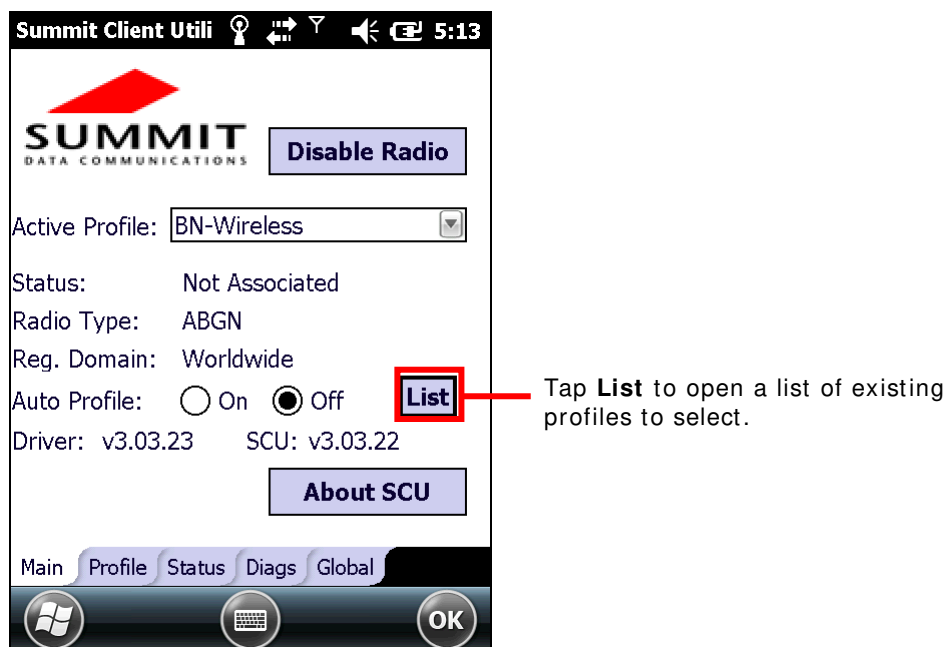 Summit Client Utili 5:13
SUMMIT
DATA COMMUNICATIONS
Disable Radio
Active Profile: BN-Wireless
Status: Not Associated
Radio Type: ABGN
Reg. Domain: Worldwide
Auto Profile: On Off List
Driver: v3.03.23 SCU: v3.03.22
About SCU
Main Profile Status Diags Global
OK
Tap List to open a list of existing
profiles to select.